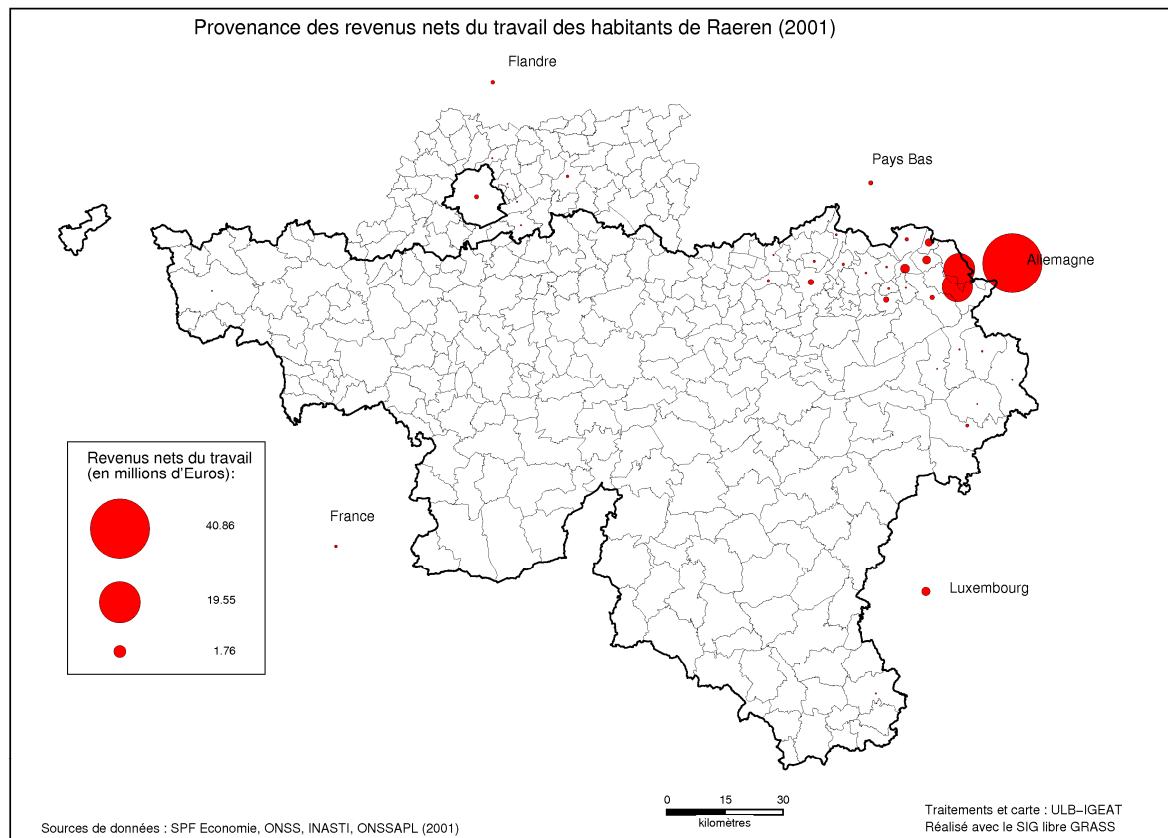 Provenance des revenus nets du travail des habitants de Raeren (2001)
Flandre
Pays Bas
Allemagne
Revenus nets du travail
(en millions d'Euros):
40.86
19.55
1.76
France
Luxembourg
0 15 30
kilomètres
Sources de données : SPF Economie, ONSS, INASTI, ONSSAPL (2001)
Traitements et carte : ULB–IGEAT
Réalisé avec le SIG libre GRASS